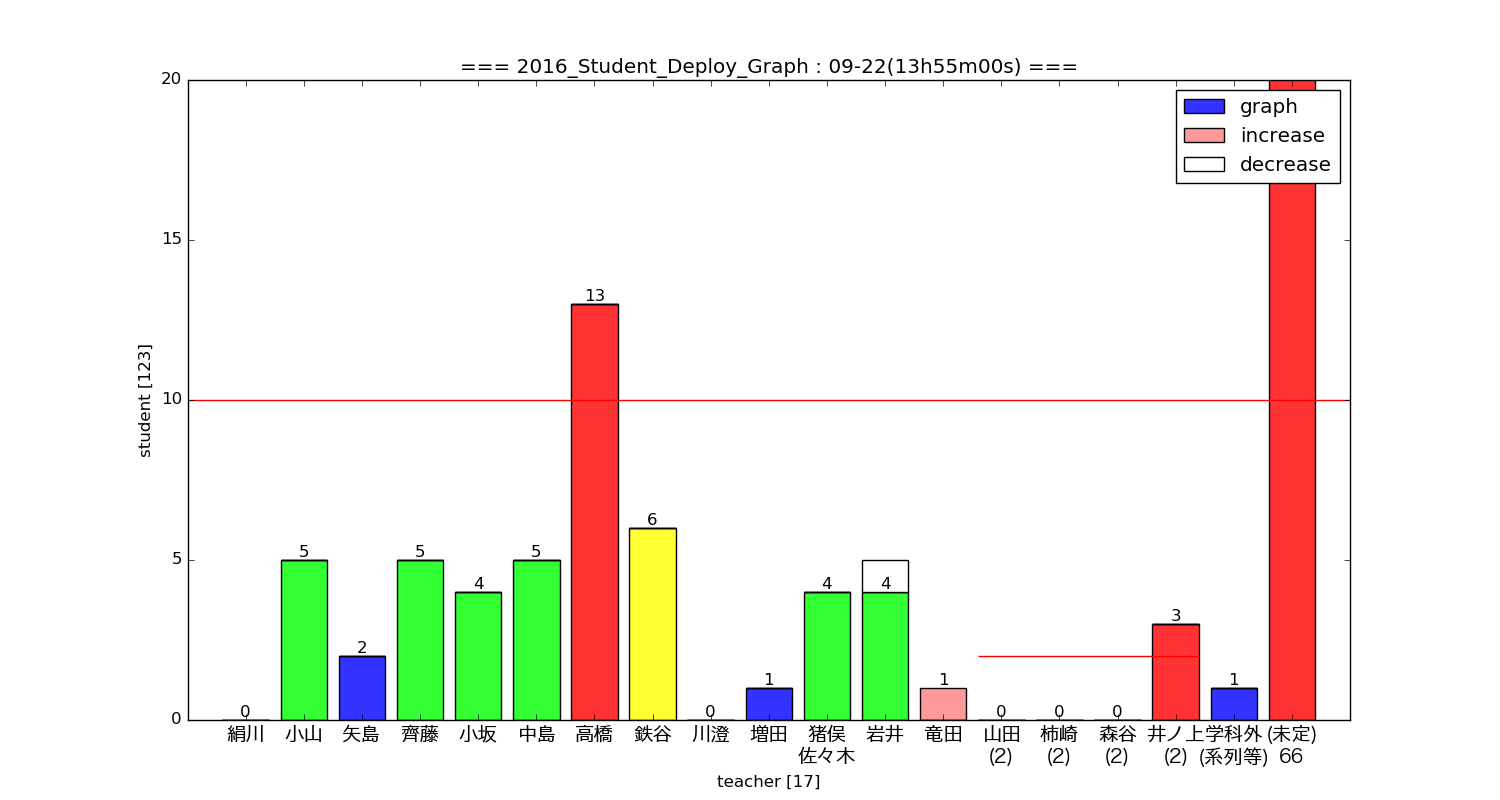 === 2016_Student_Deploy_Graph : 09-22(13h55m00s) ===
graph
increase
decrease
20
15
10
5
0
student [123]
0
5
2
5
4
5
13
6
0
1
4
4
1
0
0
0
3
1
絹川
小山
矢島
齊藤
小坂
中島
高橋
鉄谷
川澄
増田
猪俣
佐々木
岩井
竜田
山田
(2)
柿崎
(2)
森谷
(2)
井ノ上
(2)
学科外
(系列等)
(未定)
66
teacher [17]